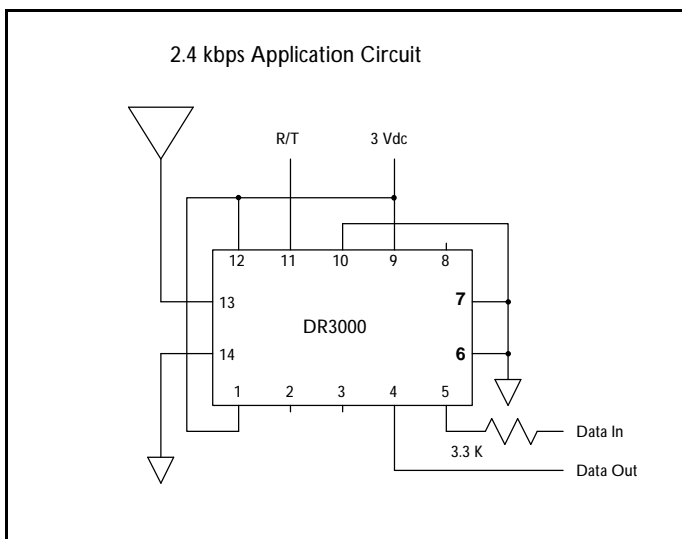 2.4 kbps Application Circuit
R/T 3 Vdc
12 11 10 9 8
13 7
DR3000
14 6
1 2 3 4 5
3.3 K Data In
Data Out